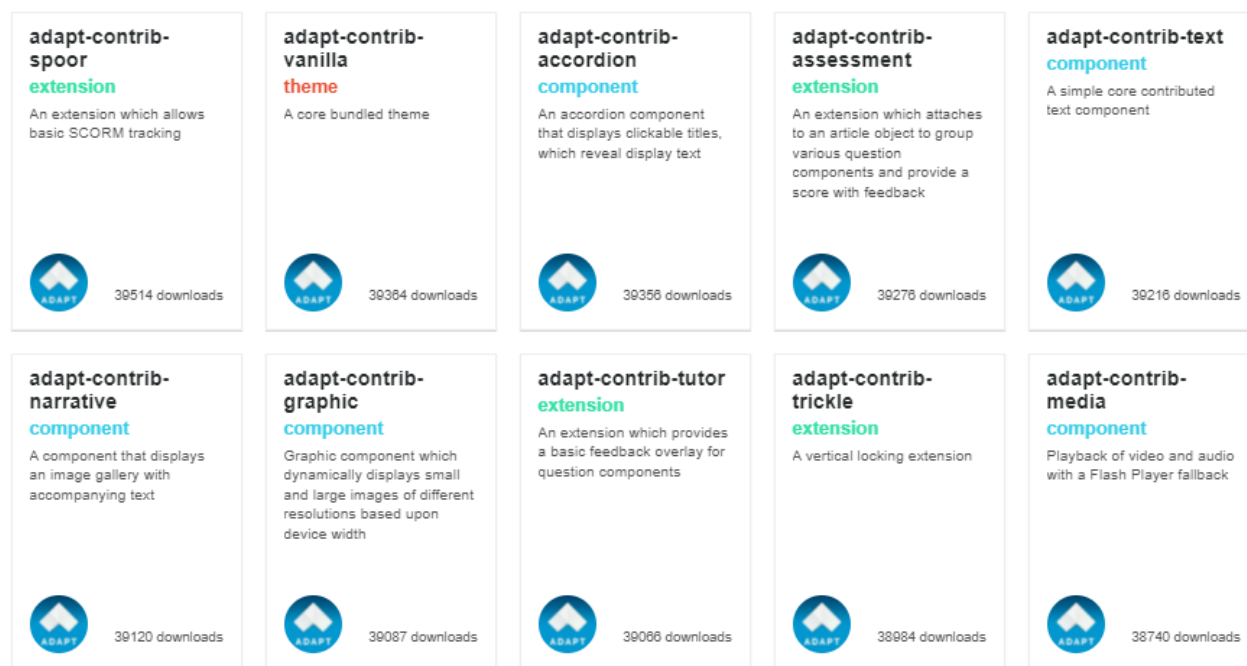 adapt-contrib-
spoor
extension
An extension which allows
basic SCORM tracking
ADAPT
39514 downloads
adapt-contrib-
vanilla
theme
A core bundled theme
ADAPT
39364 downloads
adapt-contrib-
accordion
component
An accordion component
that displays clickable titles,
which reveal display text
ADAPT
39356 downloads
adapt-contrib-
assessment
extension
An extension which attaches
to an article object to group
various question
components and provide a
score with feedback
ADAPT
39276 downloads
adapt-contrib-text
component
A simple core contributed
text component
ADAPT
39216 downloads
adapt-contrib-
narrative
component
A component that displays
an image gallery with
accompanying text
ADAPT
39120 downloads
adapt-contrib-
graphic
component
Graphic component which
dynamically displays small
and large images of different
resolutions based upon
device width
ADAPT
39087 downloads
adapt-contrib-tutor
extension
An extension which provides
a basic feedback overlay for
question components
ADAPT
39066 downloads
adapt-contrib-
trickle
extension
A vertical locking extension
ADAPT
38984 downloads
adapt-contrib-
media
component
Playback of video and audio
with a Flash Player fallback
ADAPT
38740 downloads